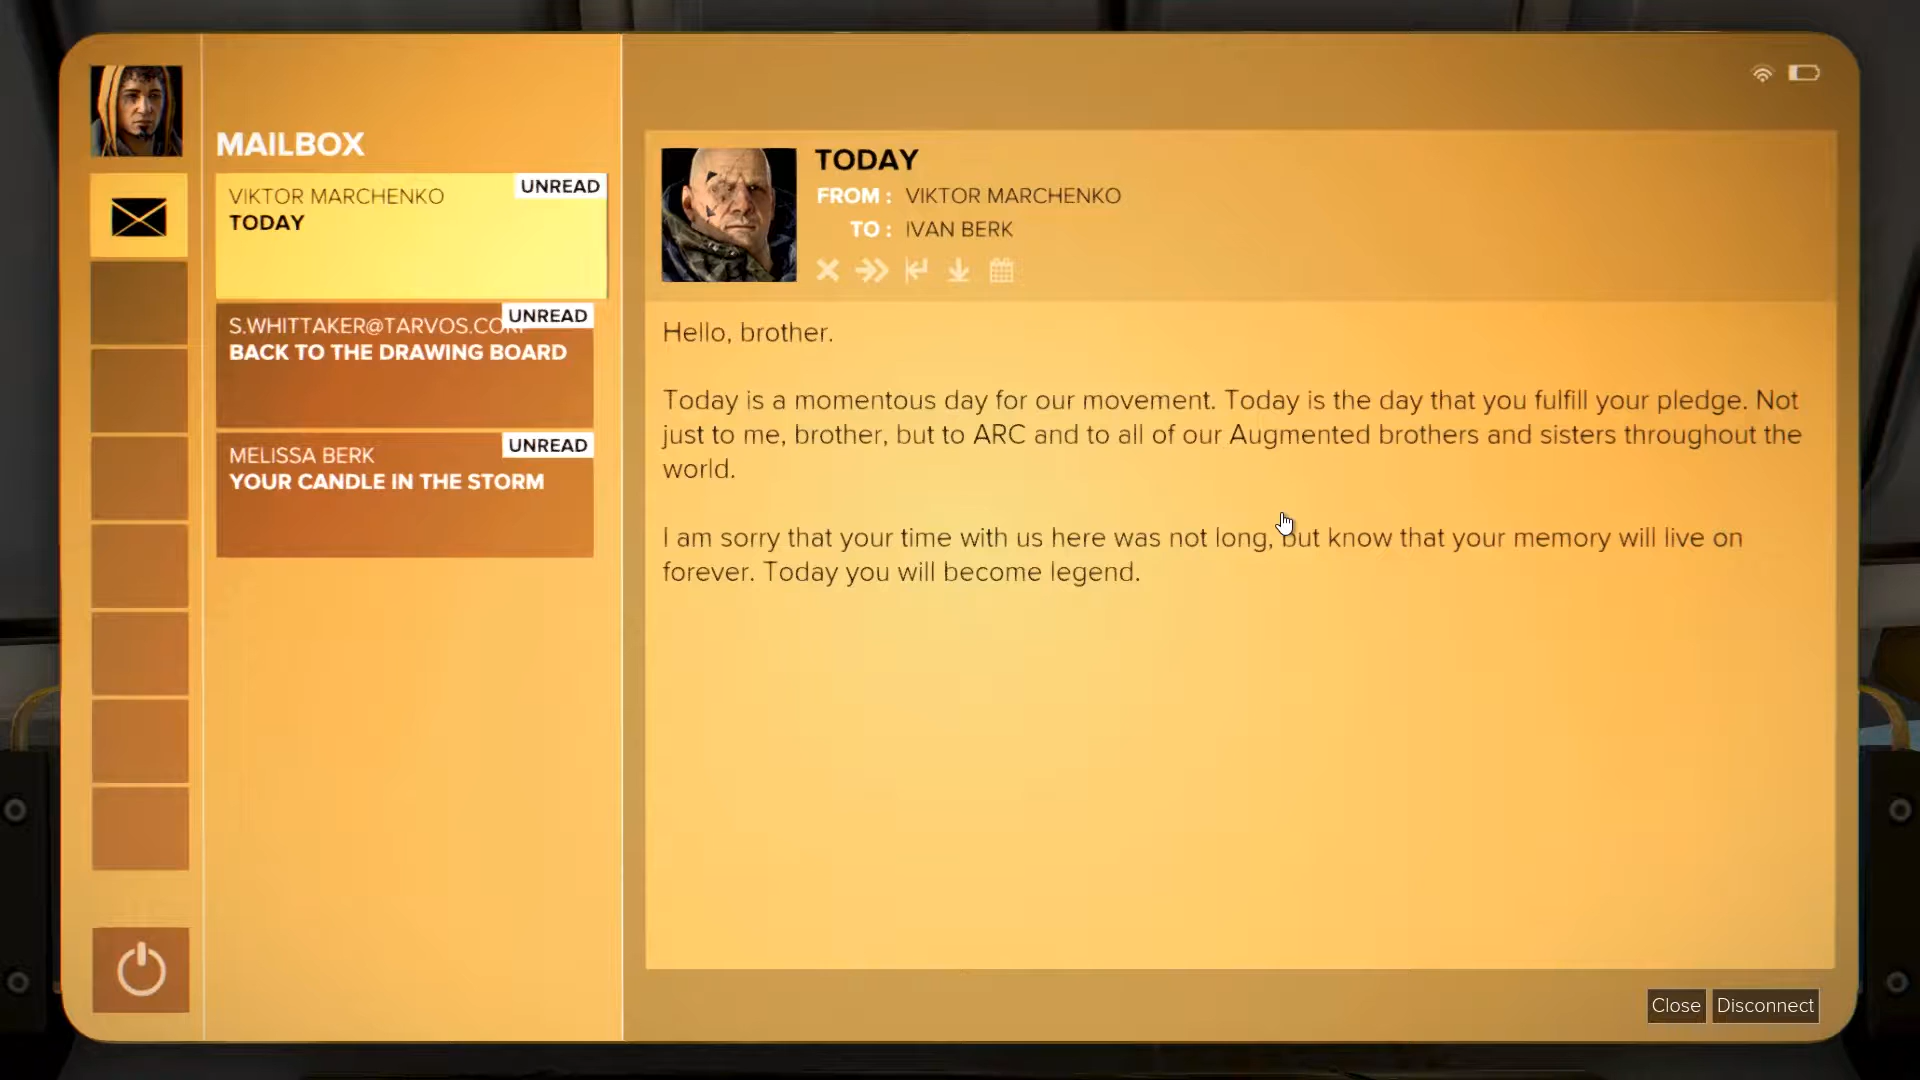 MAILBOX
VIKTOR MARCHENKO
UNREAD
TODAY
S.WHITTAKER@TARVOS.CO
UNREAD
BACK TO THE DRAWING BOARD
MELISSA BERK
UNREAD
YOUR CANDLE IN THE STORM
TODAY
FROM : VIKTOR MARCHENKO
TO : IVAN BERK
Hello, brother.
Today is a momentous day for our movement. Today is the day that you fulfill your pledge. Not
just to me, brother, but to ARC and to all of our Augmented brothers and sisters throughout the
world.
I am sorry that your time with us here was not long, but know that your memory will live on
forever. Today you will become legend.
Close Disconnect